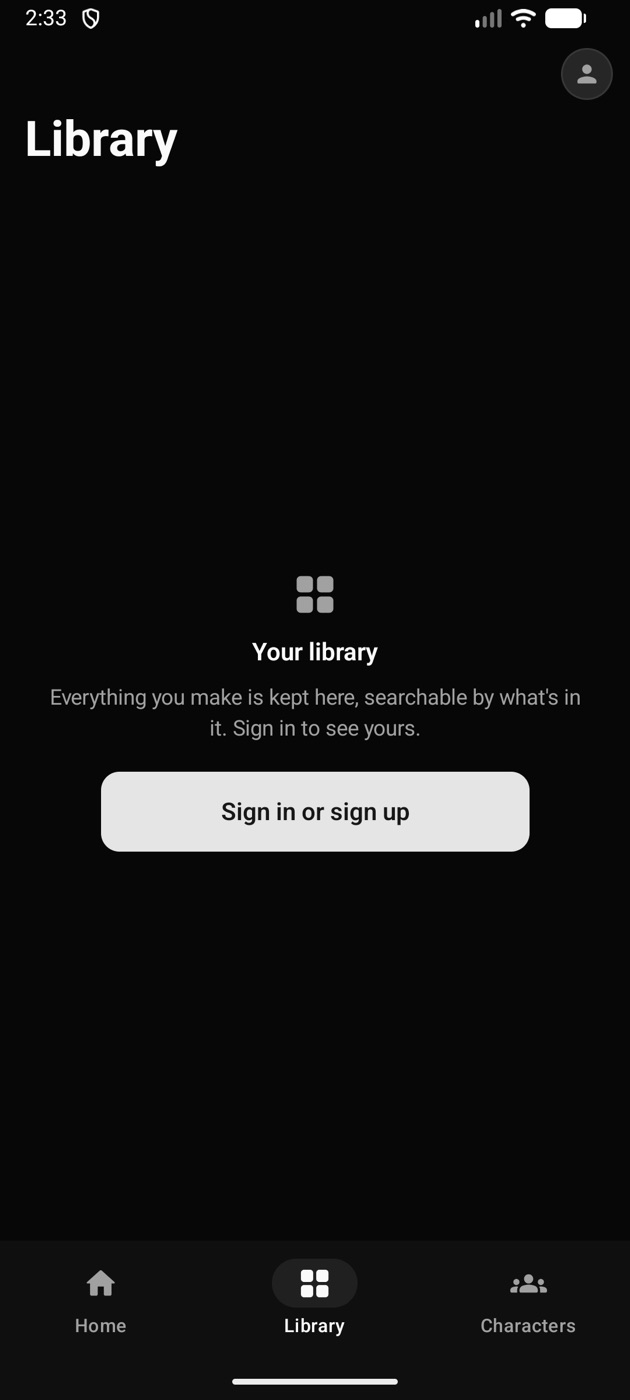 2:33
Library
Your library
Everything you make is kept here, searchable by what's in
it. Sign in to see yours.
Sign in or sign up
Home
Library
Characters